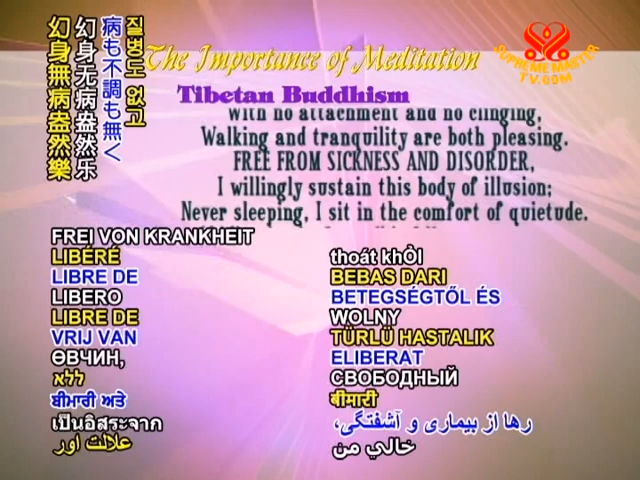 幻身無病盎然樂
幻身无病盎然乐
病も不調も無く
질병도 없고
The Importance of Meditation
SUPREME MASTER
TV.COM
Tibetan Buddhism
With no attachment and no clinging,
Walking and tranquility are both pleasing.
FREE FROM SICKNESS AND DISORDER,
I willingly sustain this body of illusion;
Never sleeping, I sit in the comfort of quietude.
FREI VON KRANKHEIT
LIBÉRÉ
LIBRE DE
LIBERO
LIBRE DE
VRIJ VAN
ӨВЧИН,
ללא
ਬੀਮਾਰੀ ਅਤੇ
เป็นอิสระจาก
علالت اور
thoát khỏi
BEBAS DARI
BETEGSÉGTŐL ÉS
WOLNY
TÜRLÜ HASTALIK
ELIBERAT
СВОБОДНЫЙ
बीमारी
رها از بیماری و آشفتگی،
خالي من